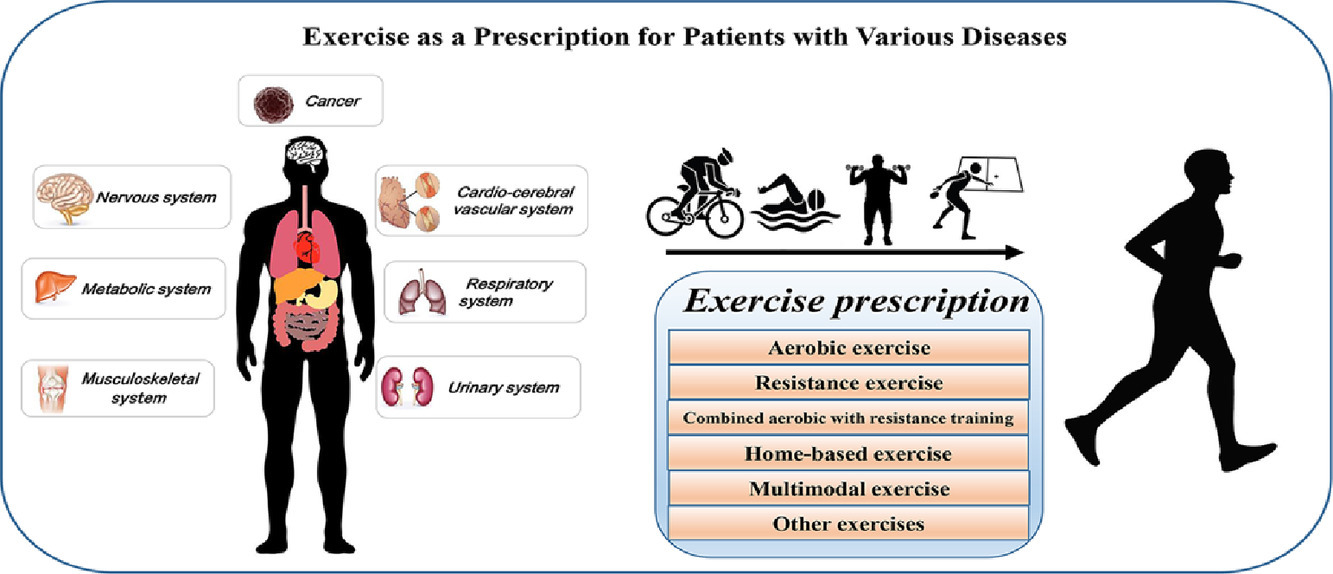 Exercise as a Prescription for Patients with Various Diseases
Cancer
Nervous system
Cardio-cerebral
vascular system
Metabolic system
Respiratory
system
Musculoskeletal
system
Urinary system
Exercise prescription
Aerobic exercise
Resistance exercise
Combined aerobic with resistance training
Home-based exercise
Multimodal exercise
Other exercises